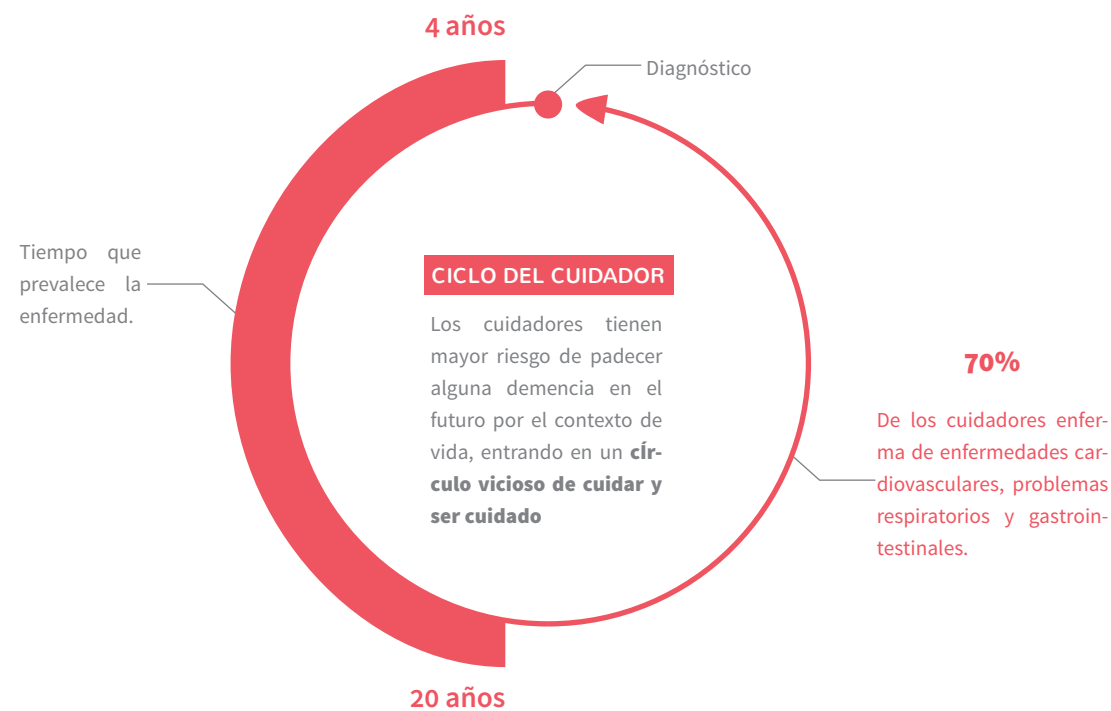 4 años
Diagnóstico
Tiempo que
prevalece la
enfermedad.
CICLO DEL CUIDADOR
Los cuidadores tienen
mayor riesgo de padecer
alguna demencia en el
futuro por el contexto de
vida, entrando en un cÍr-
culo vicioso de cuidar y
ser cuidado
70%
De los cuidadores enfer-
ma de enfermedades car-
diovasculares, problemas
respiratorios y gastroin-
testinales.
20 años